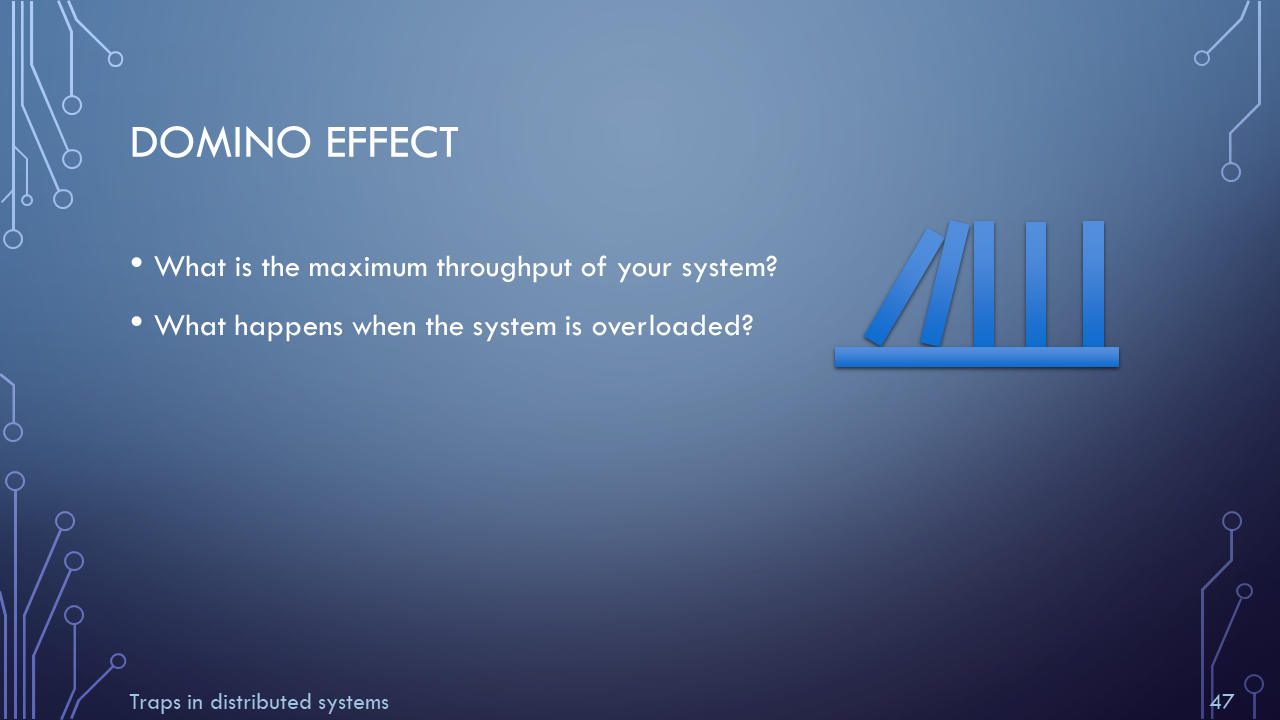 DOMINO EFFECT
• What is the maximum throughput of your system?
• What happens when the system is overloaded?
Traps in distributed systems
47